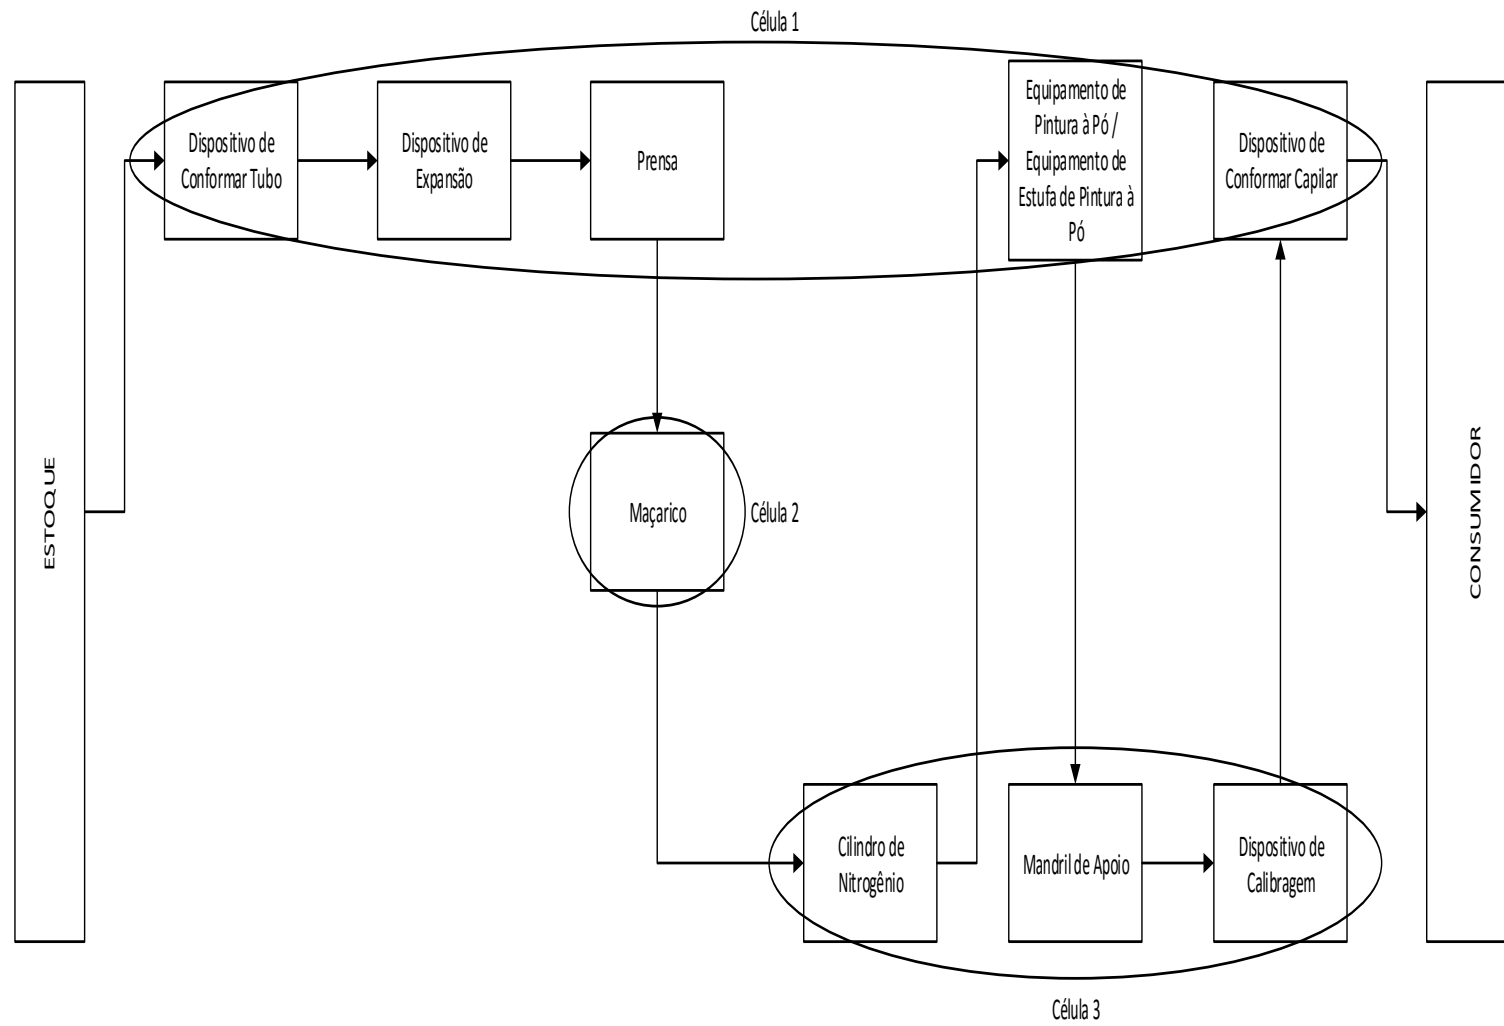 Célula 1
ESTOQUE
Dispositivo de
Conformar Tubo
Dispositivo de
Expansão
Prensa
Equipamento de
Pintura à Pó /
Equipamento de
Estufa de Pintura à
Pó
Dispositivo de
Conformar Capilar
Maçarico
Célula 2
CONSUMIDOR
Cilindro de
Nitrogênio
Mandril de Apoio
Dispositivo de
Calibragem
Célula 3